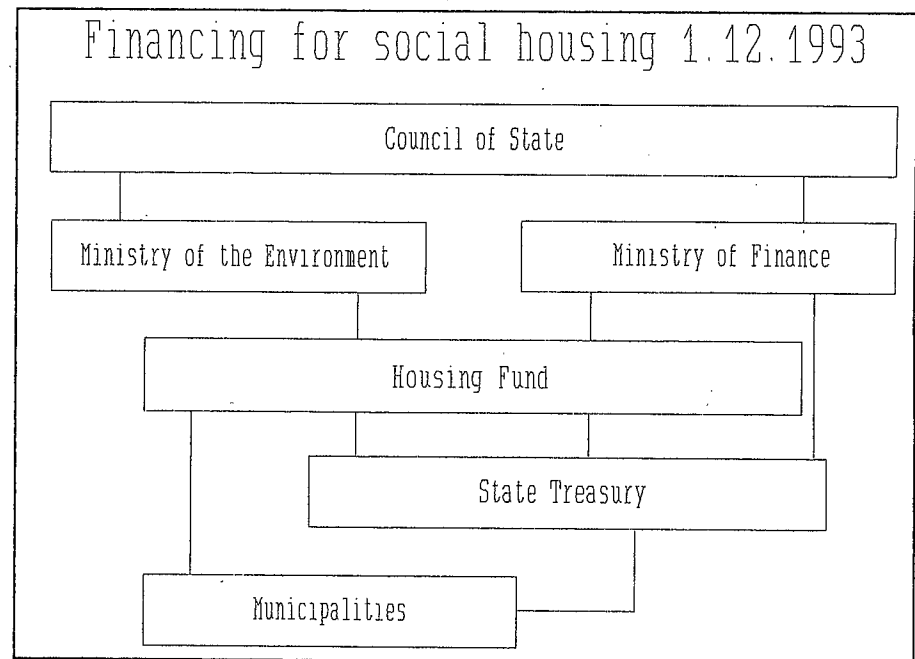 Financing for social housing 1.12.1993
Council of State
Ministry of the Environment
Ministry of Finance
Housing Fund
State Treasury
Municipalities